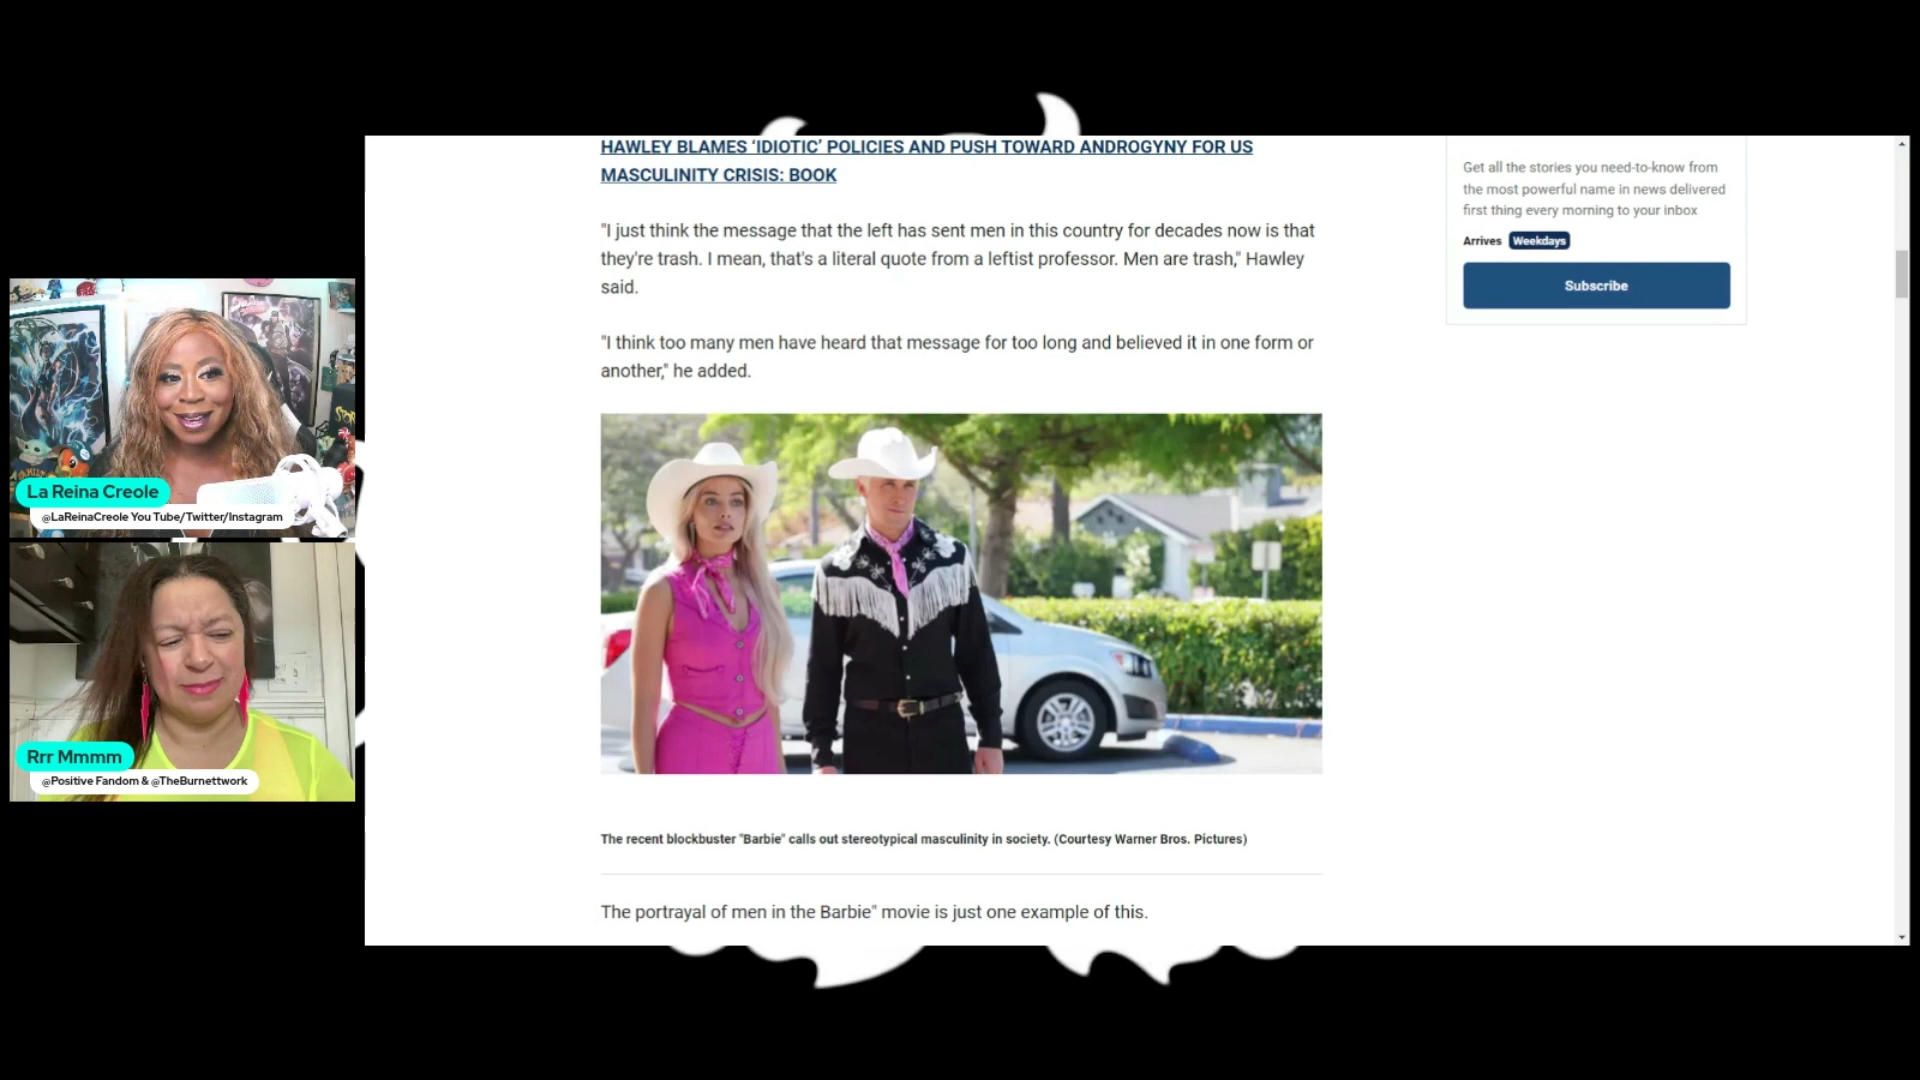 HAWLEY BLAMES ‘IDIOTIC’ POLICIES AND PUSH TOWARD ANDROGYNY FOR US
MASCULINITY CRISIS: BOOK
"I just think the message that the left has sent men in this country for decades now is that
they're trash. I mean, that's a literal quote from a leftist professor. Men are trash," Hawley
said.
"I think too many men have heard that message for too long and believed it in one form or
another," he added.
The recent blockbuster "Barbie" calls out stereotypical masculinity in society. (Courtesy Warner Bros. Pictures)
The portrayal of men in the Barbie" movie is just one example of this.
Get all the stories you need-to-know from
the most powerful name in news delivered
first thing every morning to your inbox
Arrives Weekdays
Subscribe
La Reina Creole
@LaReinaCreole You Tube/Twitter/Instagram
Rrr Mmmm
@Positive Fandom & @TheBurnettwork